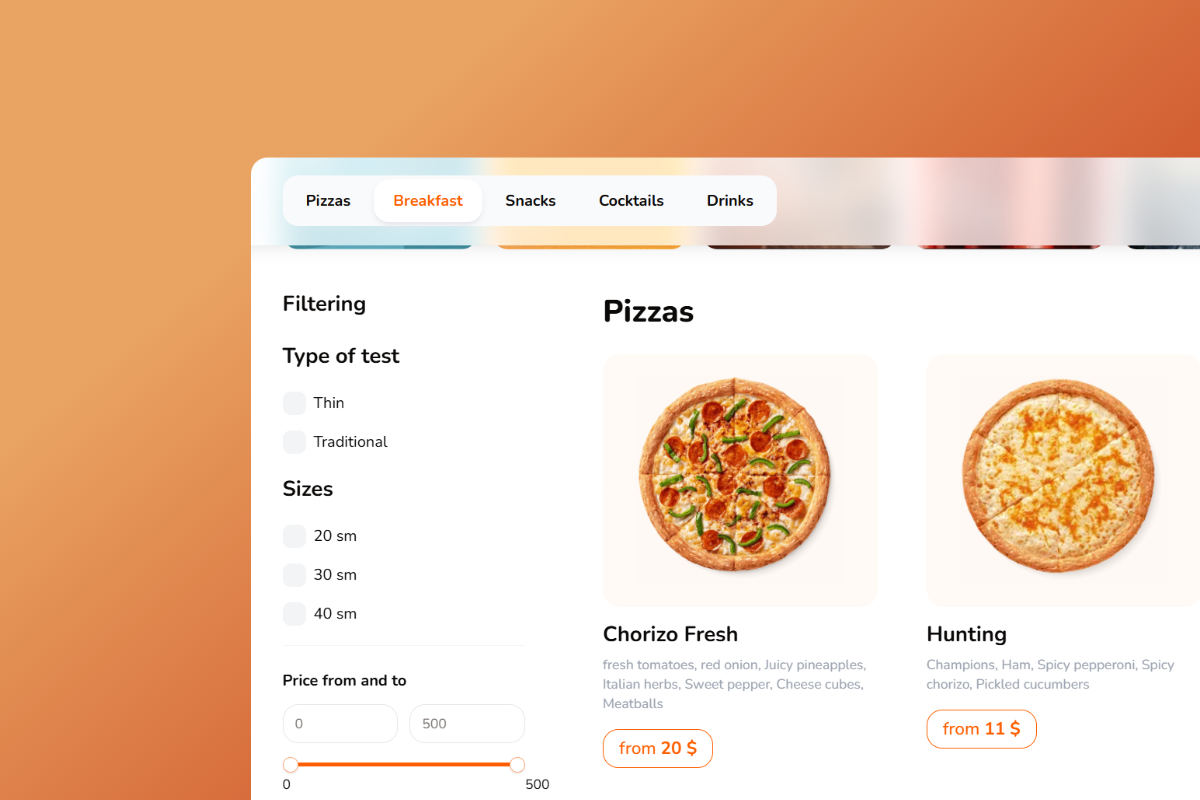 Pizzas
Breakfast
Snacks
Cocktails
Drinks
Filtering
Type of test
Thin
Traditional
Sizes
20 sm
30 sm
40 sm
Price from and to
0
500
0
500
Pizzas
Chorizo Fresh
fresh tomatoes, red onion, Juicy pineapples,
Italian herbs, Sweet pepper, Cheese cubes,
Meatballs
from 20 $
Hunting
Champions, Ham, Spicy pepperoni, Spicy
chorizo, Pickled cucumbers
from 11 $